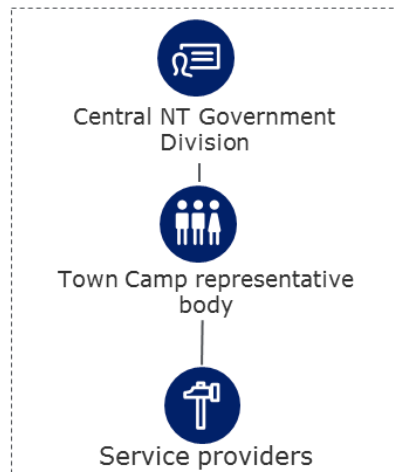 Central NT Government
Division
Town Camp representative
body
Service providers